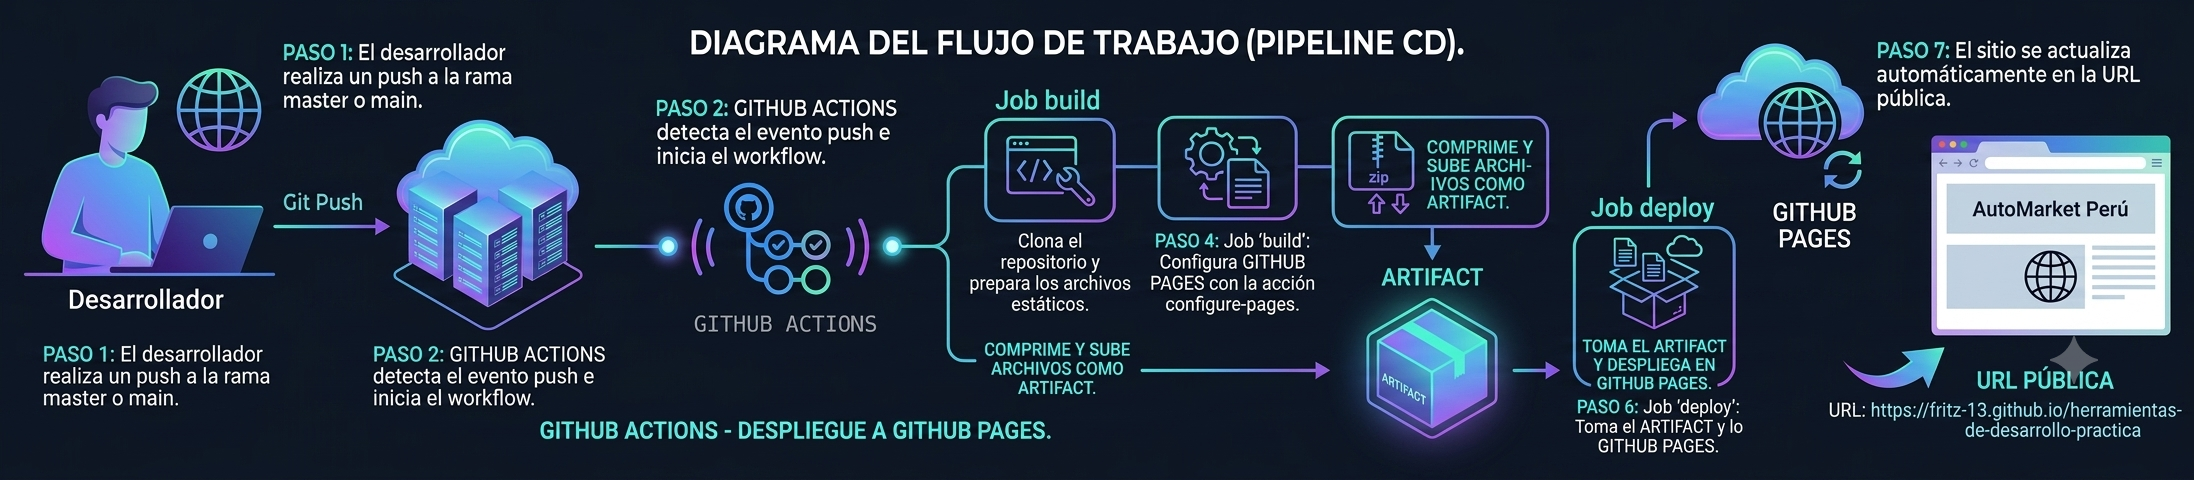 DIAGRAMA DEL FLUJO DE TRABAJO (PIPELINE CD).
PASO 1: El desarrollador
realiza un push a la rama
master o main.
Git Push
Desarrollador
PASO 1: El desarrollador
realiza un push a la rama
master o main.
PASO 2: GITHUB ACTIONS
detecta el evento push e
inicia el workflow.
PASO 2: GITHUB ACTIONS
detecta el evento push e
inicia el workflow.
GITHUB ACTIONS
GITHUB ACTIONS - DESPLIEGUE A GITHUB PAGES.
Job build
</>
Clona el
repositorio y
prepara los archivos
estáticos.
PASO 4: Job 'build':
Configura GITHUB
PAGES con la acción
configure-pages.
zip
COMPRIME Y
SUBE ARCHI-
IVOS COMO
ARTIFACT.
COMPRIME Y SUBE
ARCHIVOS COMO
ARTIFACT.
ARTIFACT
ARTIFACT
Job deploy
TOMA EL ARTIFACT
Y DESPLIEGA EN
GITHUB PAGES.
PASO 6: Job 'deploy':
Toma el ARTIFACT y lo
GITHUB PAGES.
GITHUB
PAGES
PASO 7: El sitio se actualiza
automáticamente en la URL
pública.
AutoMarket Perú
URL PÚBLICA
URL: https://fritz-13.github.io/herramientas-
de-desarrollo-practica